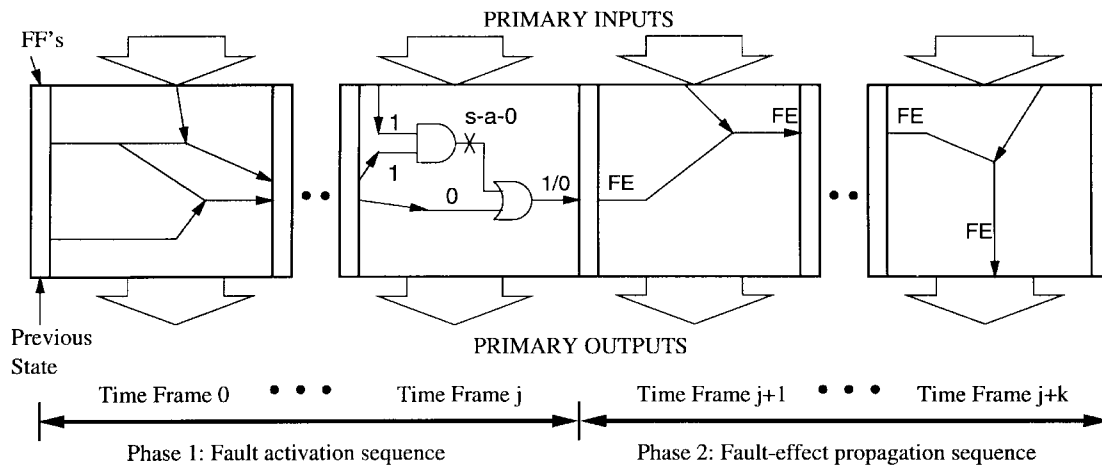 PRIMARY INPUTS
FF's
1
s-a-0
1
0
1/0
FE
FE
FE
FE
Previous
State
PRIMARY OUTPUTS
Time Frame 0
Time Frame j
Time Frame j+1
Time Frame j+k
Phase 1: Fault activation sequence
Phase 2: Fault-effect propagation sequence